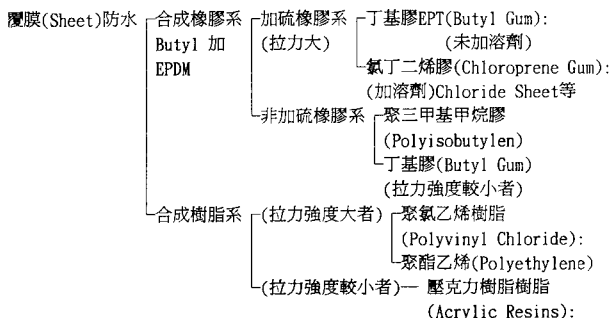 覆膜(Sheet)防水 合成橡膠系 加硫橡膠系 丁基膠EPT(Butyl Gum):
Butyl 加 (拉力大) (未加溶劑)
EPDM 氯丁二烯膠(Chloroprene Gum):
(加溶劑)Chloride Sheet等
非加硫橡膠系 聚三甲基甲烷膠
(Polyisobutylen)
丁基膠(Butyl Gum)
(拉力強度較小者)
合成樹脂系 (拉力強度大者) 聚氯乙烯樹脂
(Polyvinyl Chloride):
聚酯乙烯(Polyethylene)
(拉力強度較小者) 壓克力樹脂樹脂
(Acrylic Resins):